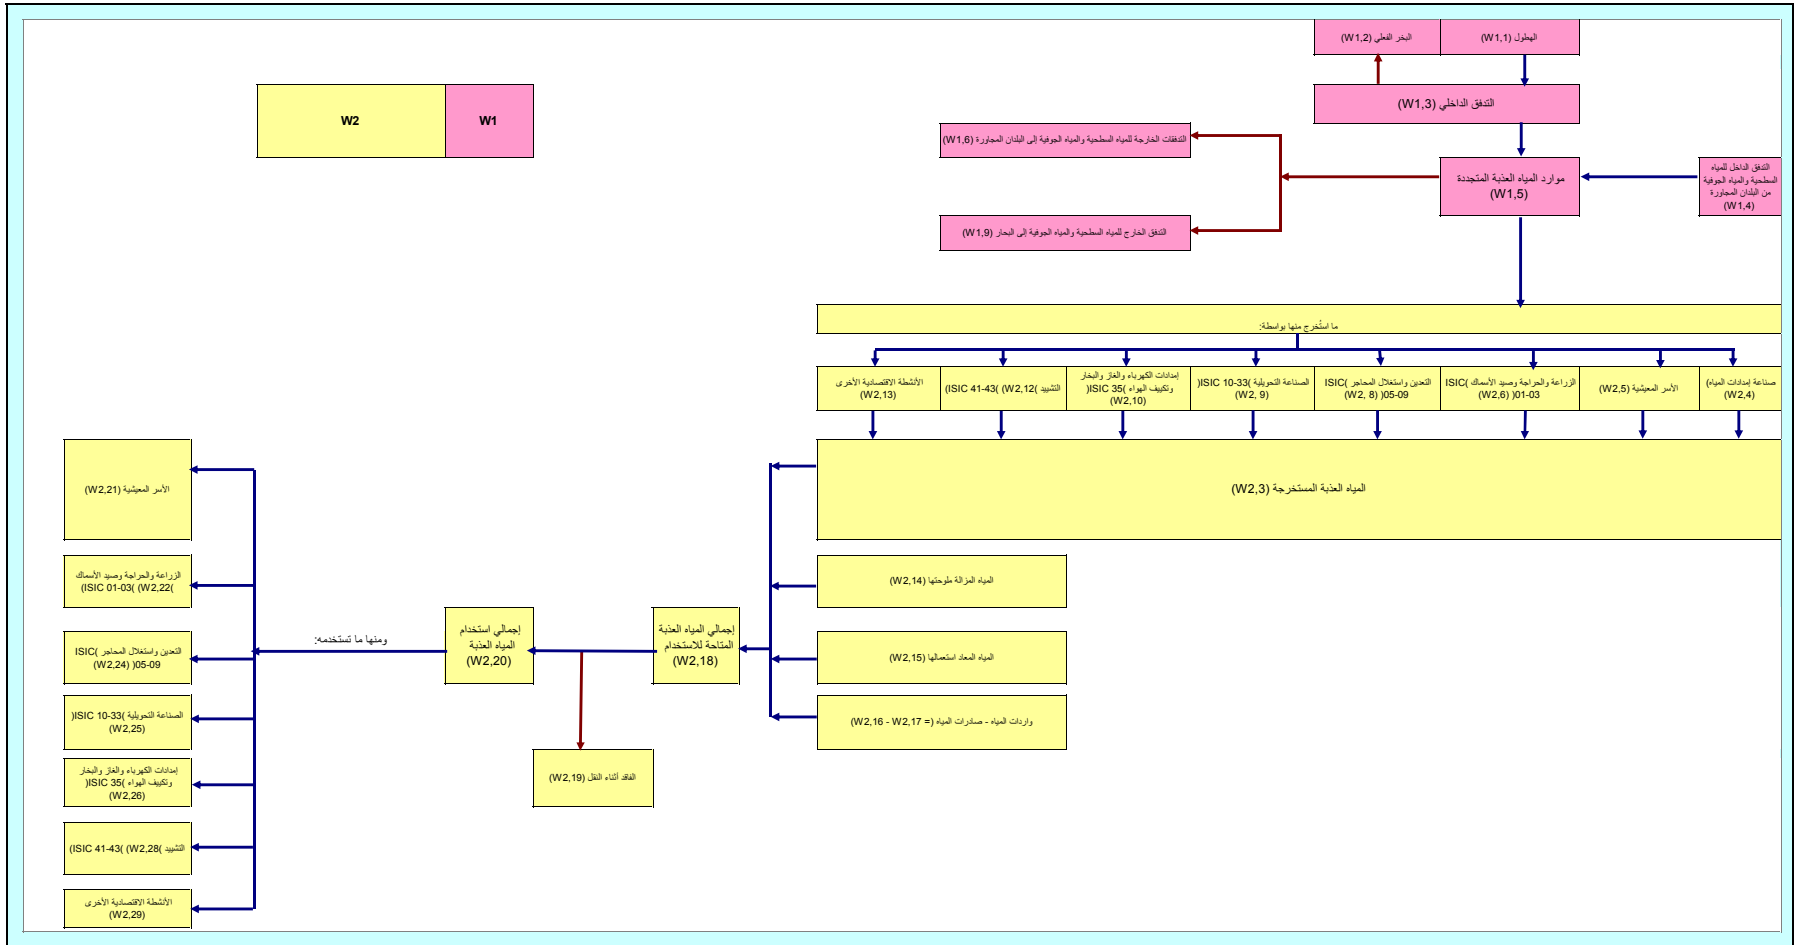 الهطول (W1,1)
البخر الفعلي (W1,2)
التدفق الداخلي (W1,3)
W1
W2
التدفقات الخارجة للمياه السطحية والمياه الجوفية إلى البلدان المجاورة (W1,6)
التدفق الداخل للمياه
السطحية والمياه الجوفية
من البلدان المجاورة
(W1,4)
موارد المياه العذبة المتجددة
(W1,5)
التدفق الخارج للمياه السطحية والمياه الجوفية إلى البحار (W1,9)
ما استُخرج منها بواسطة:
صناعة إمدادات المياه)
(W2,4)
الأسر المعيشية (W2,5)
الزراعة والحراجة وصيد الأسماك )ISIC
01-03( (W2,6)
التعدين واستغلال المحاجر )ISIC
05-09( (W2, 8)
الصناعة التحويلية )ISIC 10-33(
(W2, 9)
إمدادات الكهرباء والغاز والبخار
وتكييف الهواء )ISIC 35(
(W2,10)
التشييد )ISIC 41-43( (W2,12)
الأنشطة الاقتصادية الأخرى
(W2,13)
المياه العذبة المستخرجة (W2,3)
المياه المزالة ملوحتها (W2,14)
المياه المعاد استعمالها (W2,15)
واردات المياه - صادرات المياه (= W2,16 - W2,17)
إجمالي المياه العذبة
المتاحة للاستخدام
(W2,18)
الفاقد أثناء النقل (W2,19)
إجمالي استخدام
المياه العذبة
(W2,20)
ومنها ما تستخدمه:
الأسر المعيشية (W2,21)
الزراعة والحراجة وصيد الأسماك
)ISIC 01-03( (W2,22)
التعدين واستغلال المحاجر )ISIC
05-09( (W2,24)
الصناعة التحويلية )ISIC 10-33(
(W2,25)
إمدادات الكهرباء والغاز والبخار
وتكييف الهواء )ISIC 35(
(W2,26)
التشييد )ISIC 41-43( (W2,28)
الأنشطة الاقتصادية الأخرى
(W2,29)